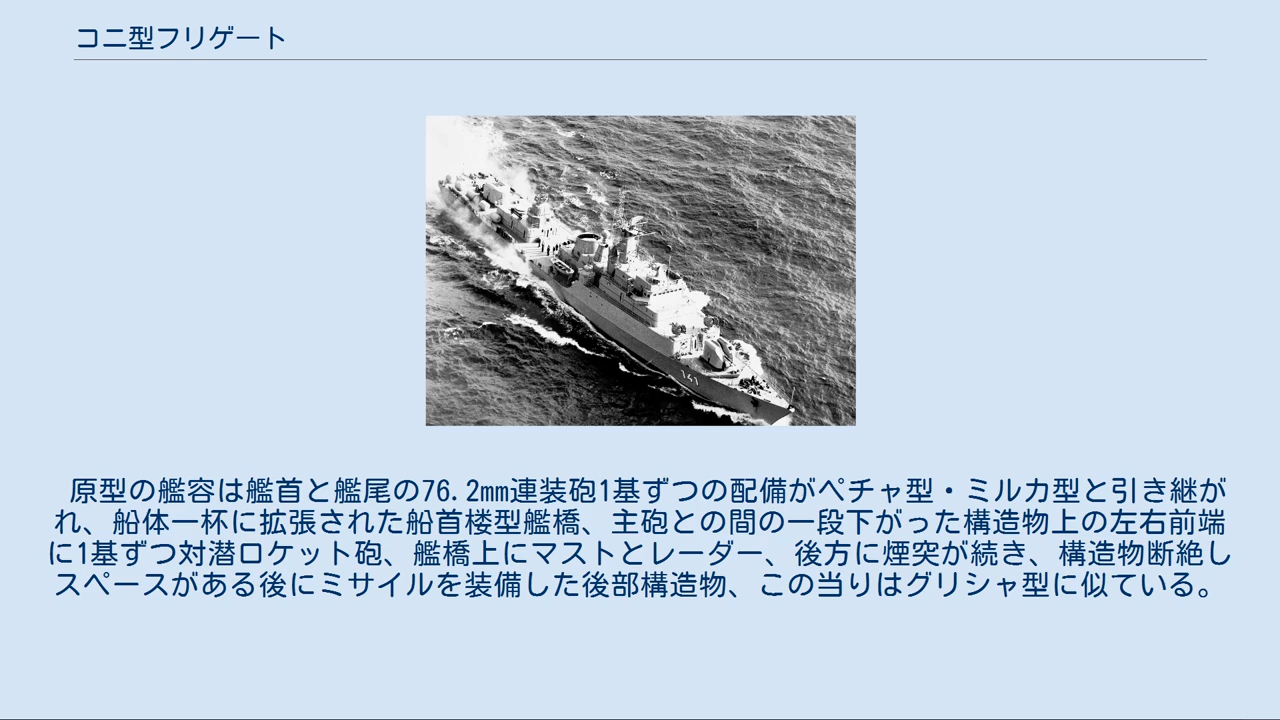 コニ型フリゲート
141
原型の艦容は艦首と艦尾の76.2mm連装砲1基ずつの配備がペチャ型・ミルカ型と引き継が
れ、船体一杯に拡張された船首楼型艦橋、主砲との間の一段下がった構造物上の左右前端
に1基ずつ対潜ロケット砲、艦橋上にマストとレーダー、後方に煙突が続き、構造物断絶し
スペースがある後にミサイルを装備した後部構造物、この当りはグリシャ型に似ている。